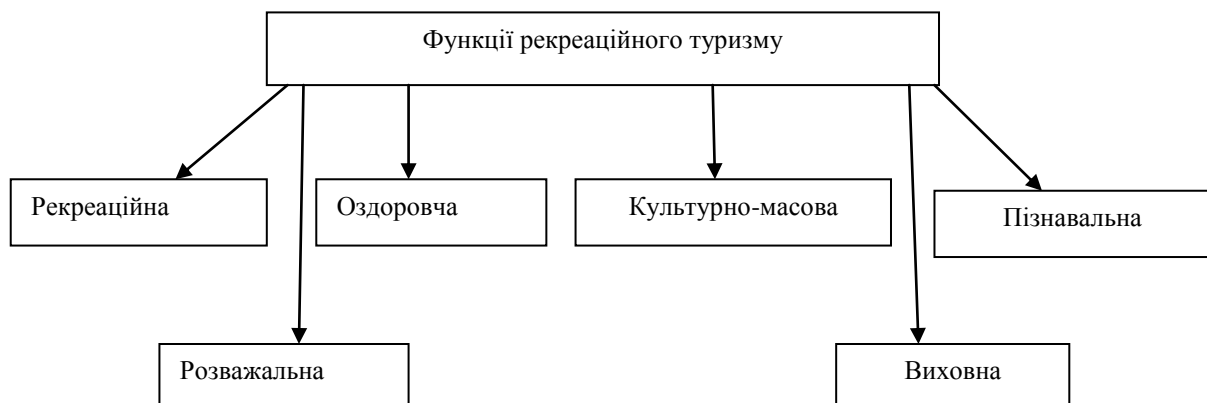 Функції рекреаційного туризму
Рекреаційна
Оздоровча
Культурно-масова
Пізнавальна
Розважальна
Виховна